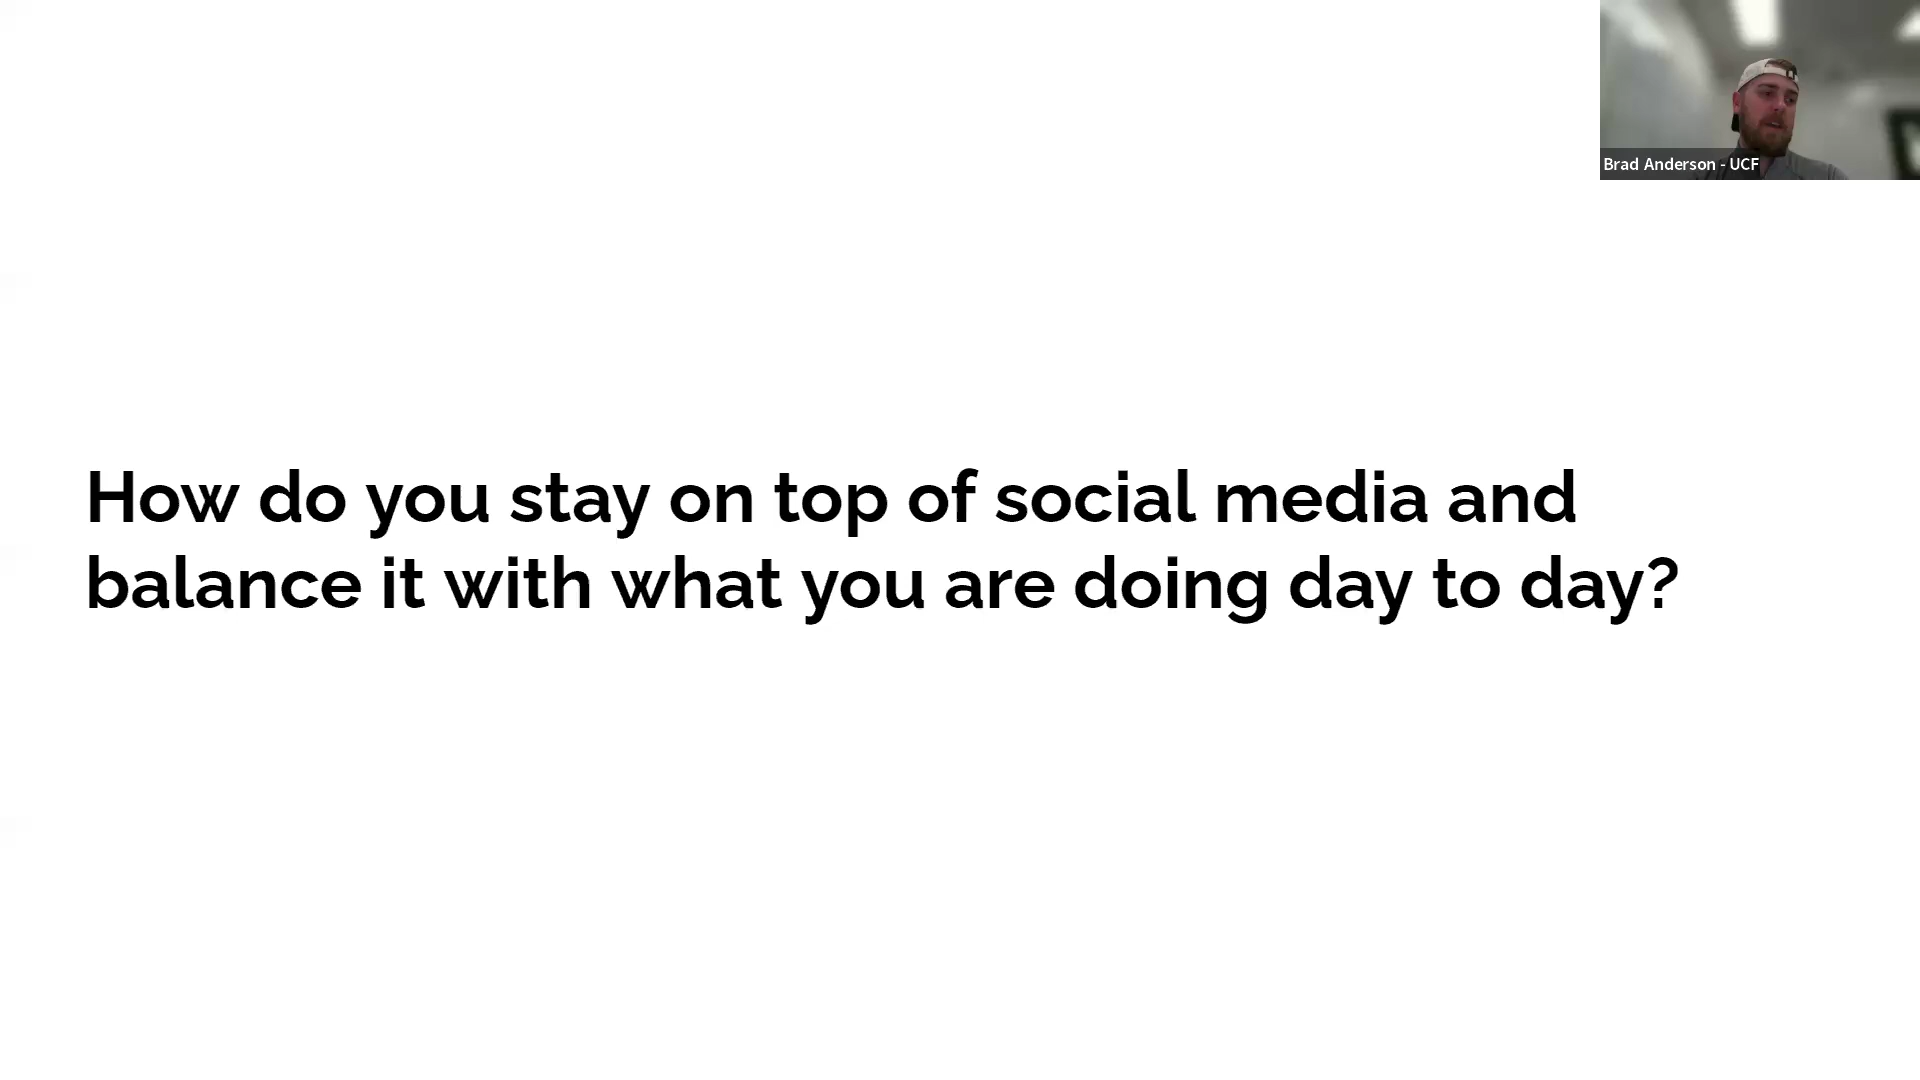 Brad Anderson - UCF
How do you stay on top of social media and
balance it with what you are doing day to day?